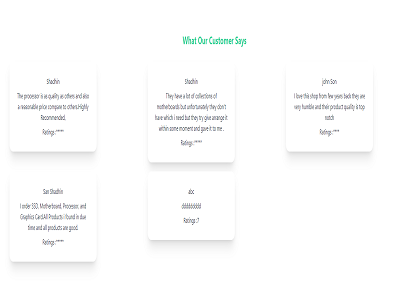 What Our Customer Says
Shadhin
The processor is as quality as others and also
a reasonable price compare to others.Highly
Recommended.
Ratings :*****
Shadhin
They have a lot of collections of
motherboards but unfortunately they don't
have which i need but they try give arrange it
within some moment and gave it to me .
Ratings :*****
John Son
I love this shop from few years back they are
very humble and their product quality is top
notch
Ratings :****
San Shadhin
I order SSD, Motherboard, Processor, and
Graphics Card.All Products I found in due
time and all products are good.
Ratings :*****
abc
Ratings :7